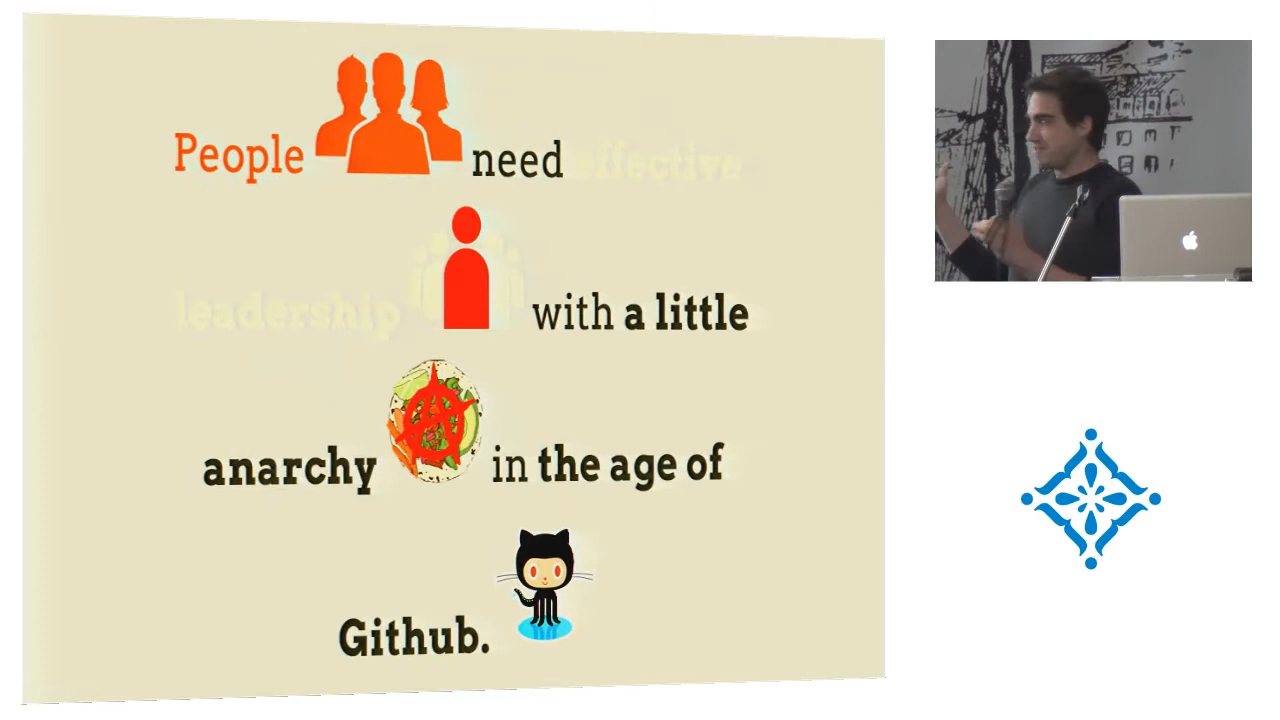 People need effective
leadership with a little
anarchy in the age of
Github.